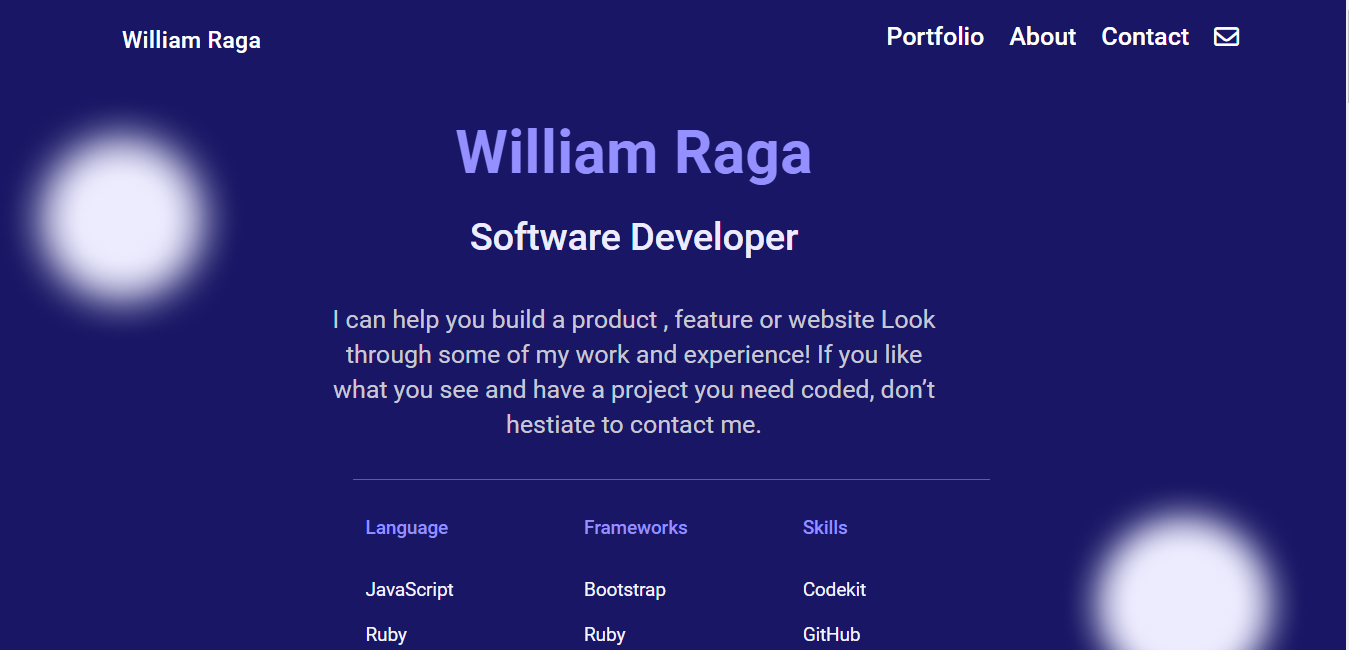 William Raga
Portfolio About Contact
William Raga
Software Developer
I can help you build a product , feature or website Look
through some of my work and experience! If you like
what you see and have a project you need coded, don’t
hestiate to contact me.
Language Frameworks Skills
JavaScript Bootstrap Codekit
Ruby Ruby GitHub